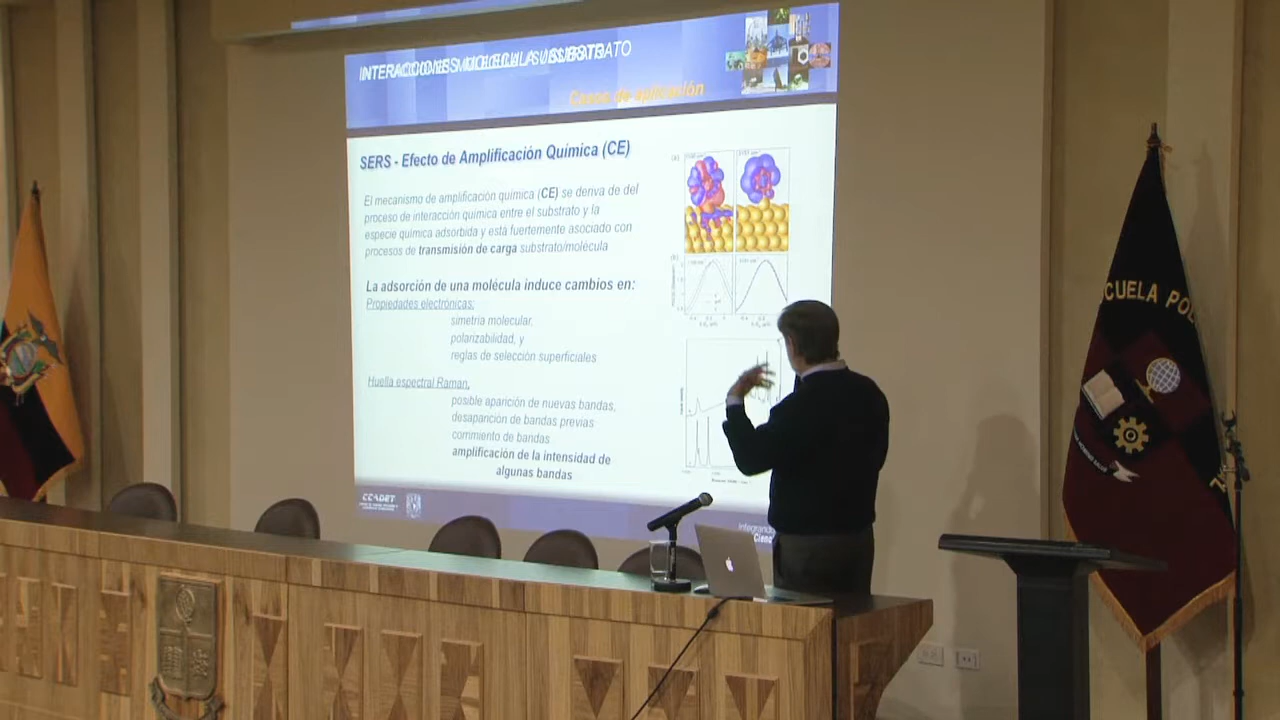 Casos de aplicación
SERS - Efecto de Amplificación Química (CE)
El mecanismo de amplificación química (CE) se deriva de del
proceso de interacción química entre el substrato y la
especie química adsorbida y está fuertemente asociado con
procesos de transmisión de carga substrato/molécula
La adsorción de una molécula induce cambios en:
Propiedades electrónicas:
simetria molecular,
polarizabilidad, y
reglas de selección superficiales
Huella espectral Raman.
posible aparición de nuevas bandas,
desaparición de bandas previas
corrimiento de bandas
amplificación de la intensidad de
algunas bandas
CCADET
Integrando
Cienc
CUELA POL